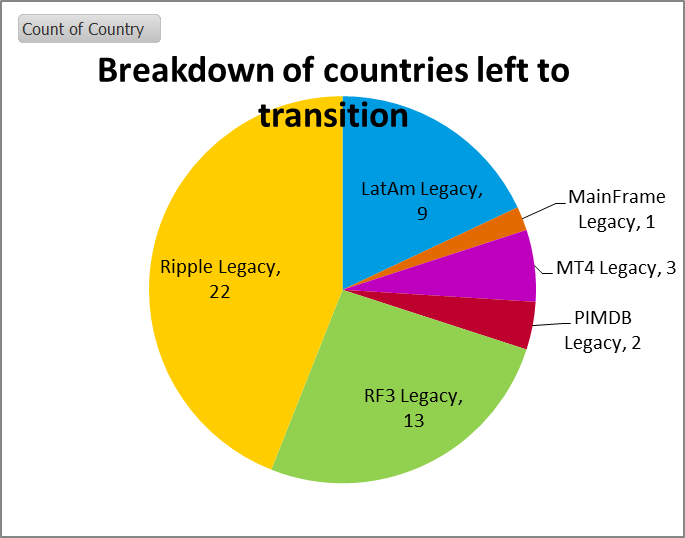 Count of Country
Breakdown of countries left to
transition
LatAm Legacy,
9
MainFrame
Legacy, 1
MT4 Legacy, 3
PIMDB
Legacy, 2
RF3 Legacy,
13
Ripple Legacy,
22